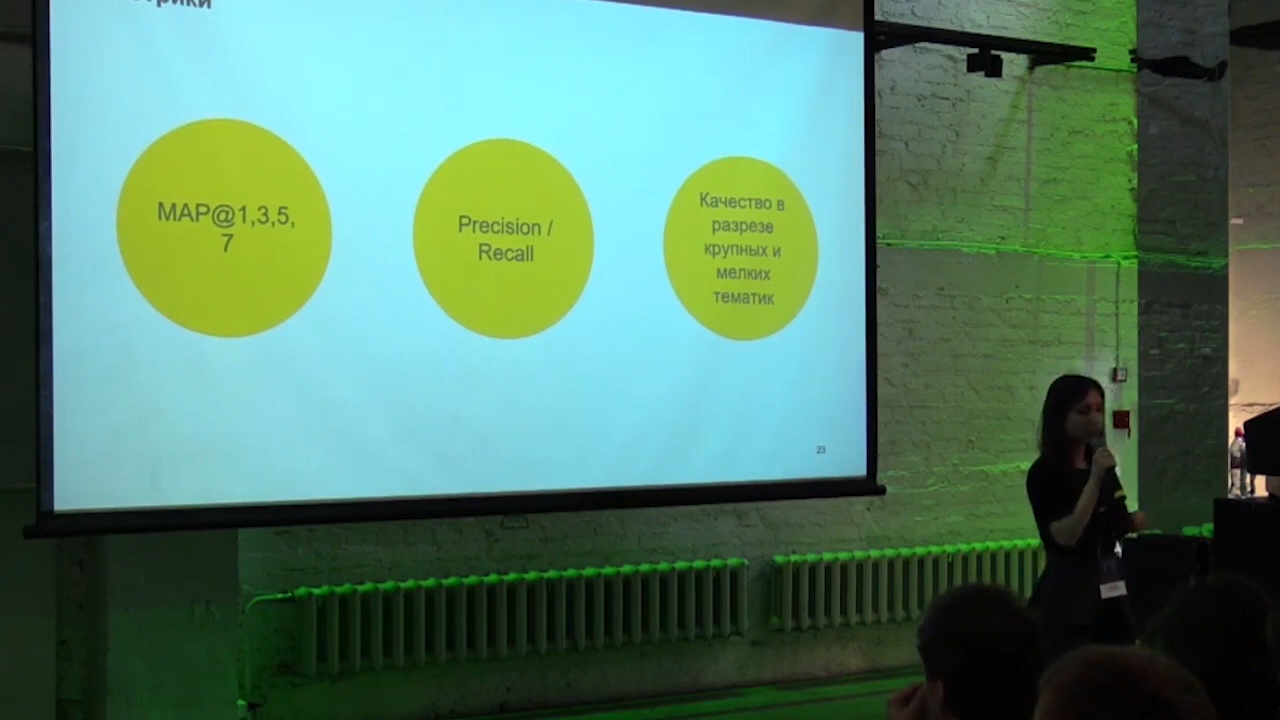 MAP@1,3,5,
7
Precision /
Recall
Качество в
разрезе
крупных и
мелких
тематик
23